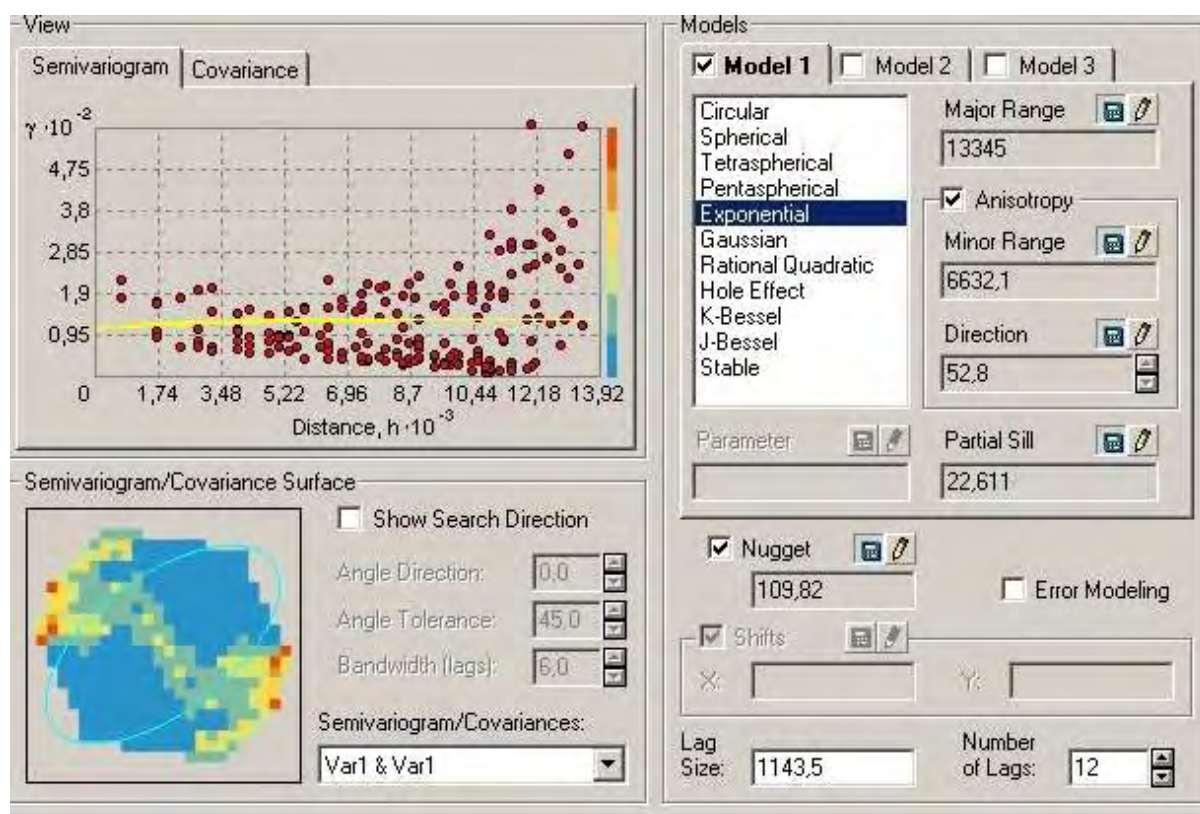 View
Semivariogram
Covariance
γ ·10 -2
4,75
3,8
2,85
1,9
0,95
0
1,74 3,48 5,22 6,96 8,7 10,44 12,18 13,92
Distance, h ·10 -3
Semivariogram/Covariance Surface
Show Search Direction
Angle Direction: 0,0
Angle Tolerance: 45,0
Bandwidth (lags): 6,0
Semivariogram/Covariances:
Var1 & Var1
Models
Model 1 Model 2 Model 3
Circular
Spherical
Tetraspherical
Pentaspherical
Exponential
Gaussian
Rational Quadratic
Hole Effect
K-Bessel
J-Bessel
Stable
Major Range
13345
Anisotropy
Minor Range
6632,1
Direction
52,8
Parameter
Partial Sill
22,611
Nugget
109,82
Error Modeling
Shifts
X: Y:
Lag
Size: 1143,5
Number
of Lags: 12